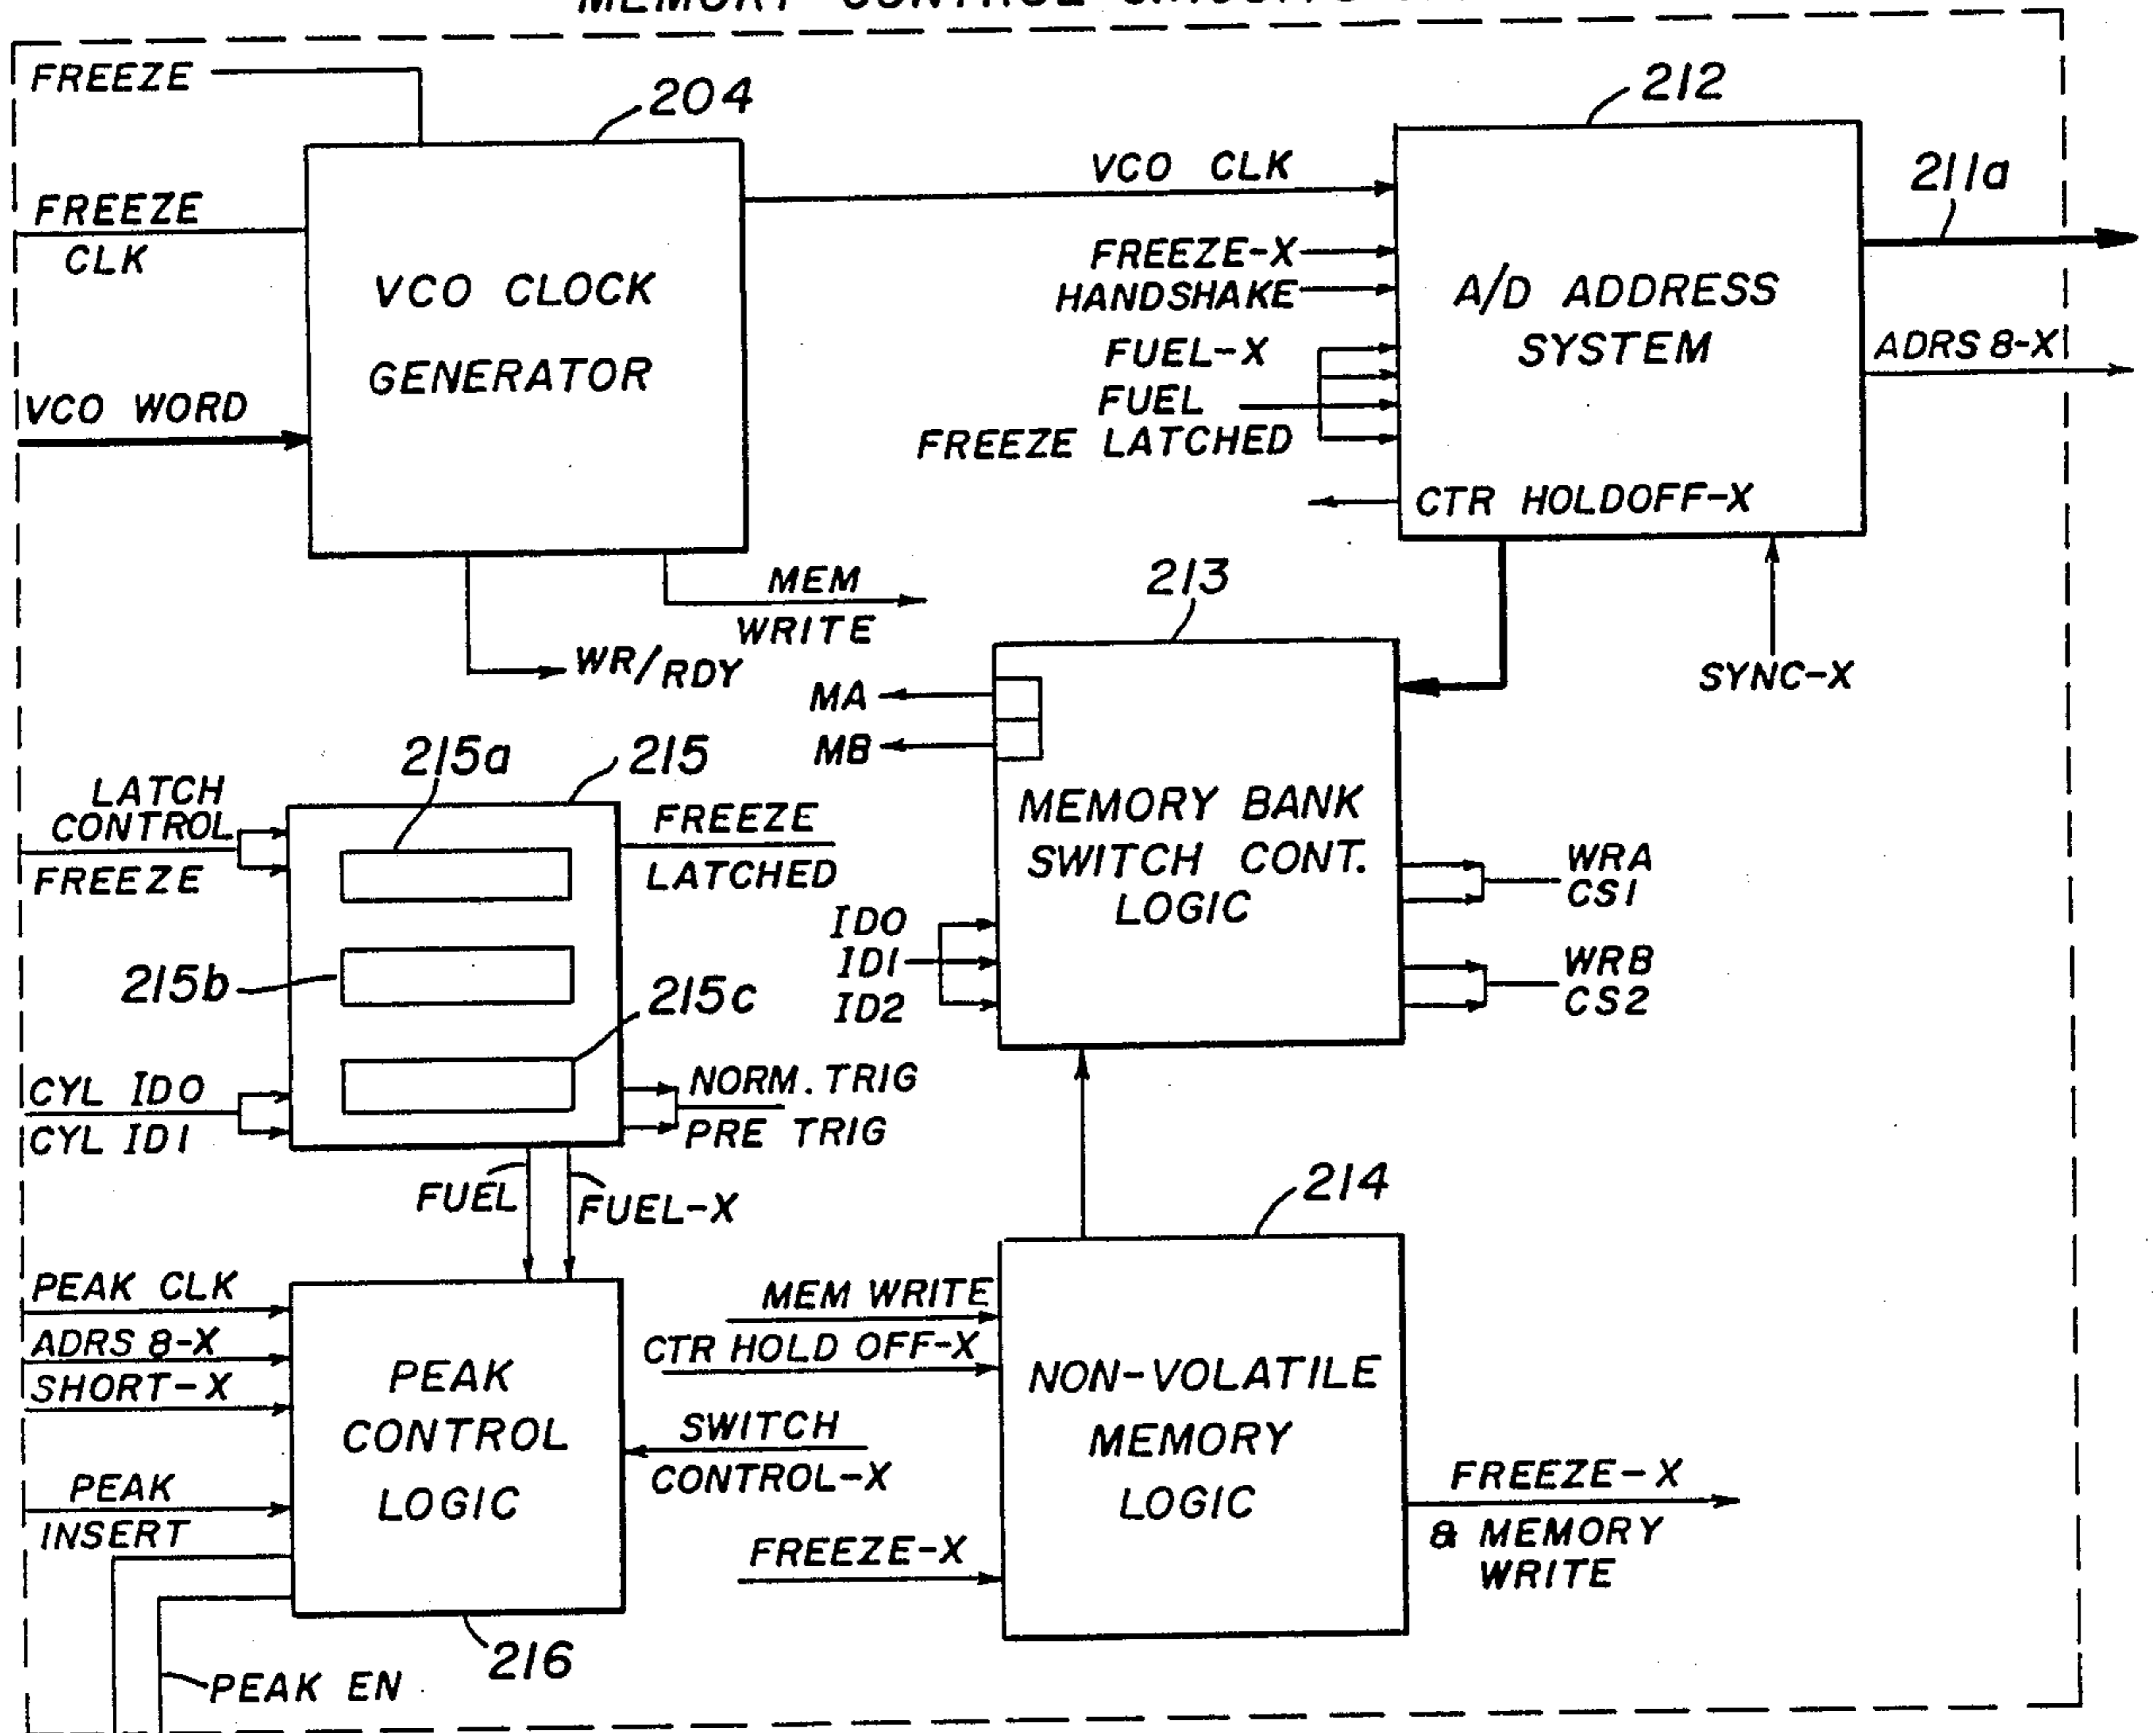 MEMORY CONTROL CIRCUITS
FREEZE
204
212
211a
FREEZE
CLK
VCO WORD
VCO CLOCK
GENERATOR
VCO CLK
FREEZE-X
HANDSHAKE
FUEL-X
FUEL
FREEZE LATCHED
A/D ADDRESS
SYSTEM
ADRS 8-X
CTR HOLDOFF-X
MEM
WRITE
WR/RDY
SYNC-X
213
MA
MB
MEMORY BANK
SWITCH CONT.
LOGIC
ID0
ID1
ID2
WRA
CS1
WRB
CS2
215a
215
LATCH
CONTROL
FREEZE
FREEZE
LATCHED
215b
215c
CYL ID0
CYL ID1
NORM. TRIG
PRE TRIG
FUEL
FUEL-X
214
PEAK CLK
ADRS 8-X
SHORT-X
PEAK
INSERT
PEAK
CONTROL
LOGIC
SWITCH
CONTROL-X
216
PEAK EN
MEM WRITE
CTR HOLD OFF-X
FREEZE-X
NON-VOLATILE
MEMORY
LOGIC
FREEZE-X
& MEMORY
WRITE